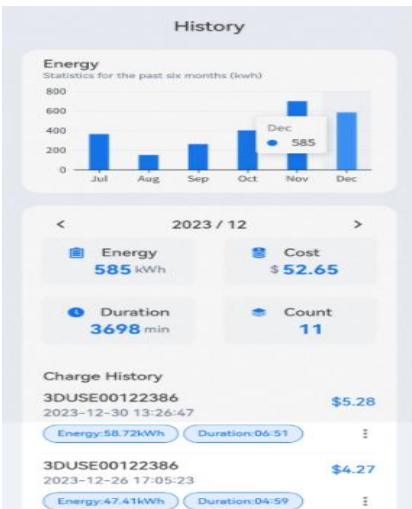 History
Energy
Statistics for the past six months (kwh)
800
600
400
200
0
Dec
585
Jul Aug Sep Oct Nov Dec
< 2023 / 12 >
Energy
585 kWh
Cost
$ 52.65
Duration
3698 min
Count
11
Charge History
3DUSE00122386
$5.28
2023-12-30 13:26:47
Energy:58.72kWh Duration:06:51
3DUSE00122386
$4.27
2023-12-26 17:05:23
Energy:47.41kWh Duration:04:59